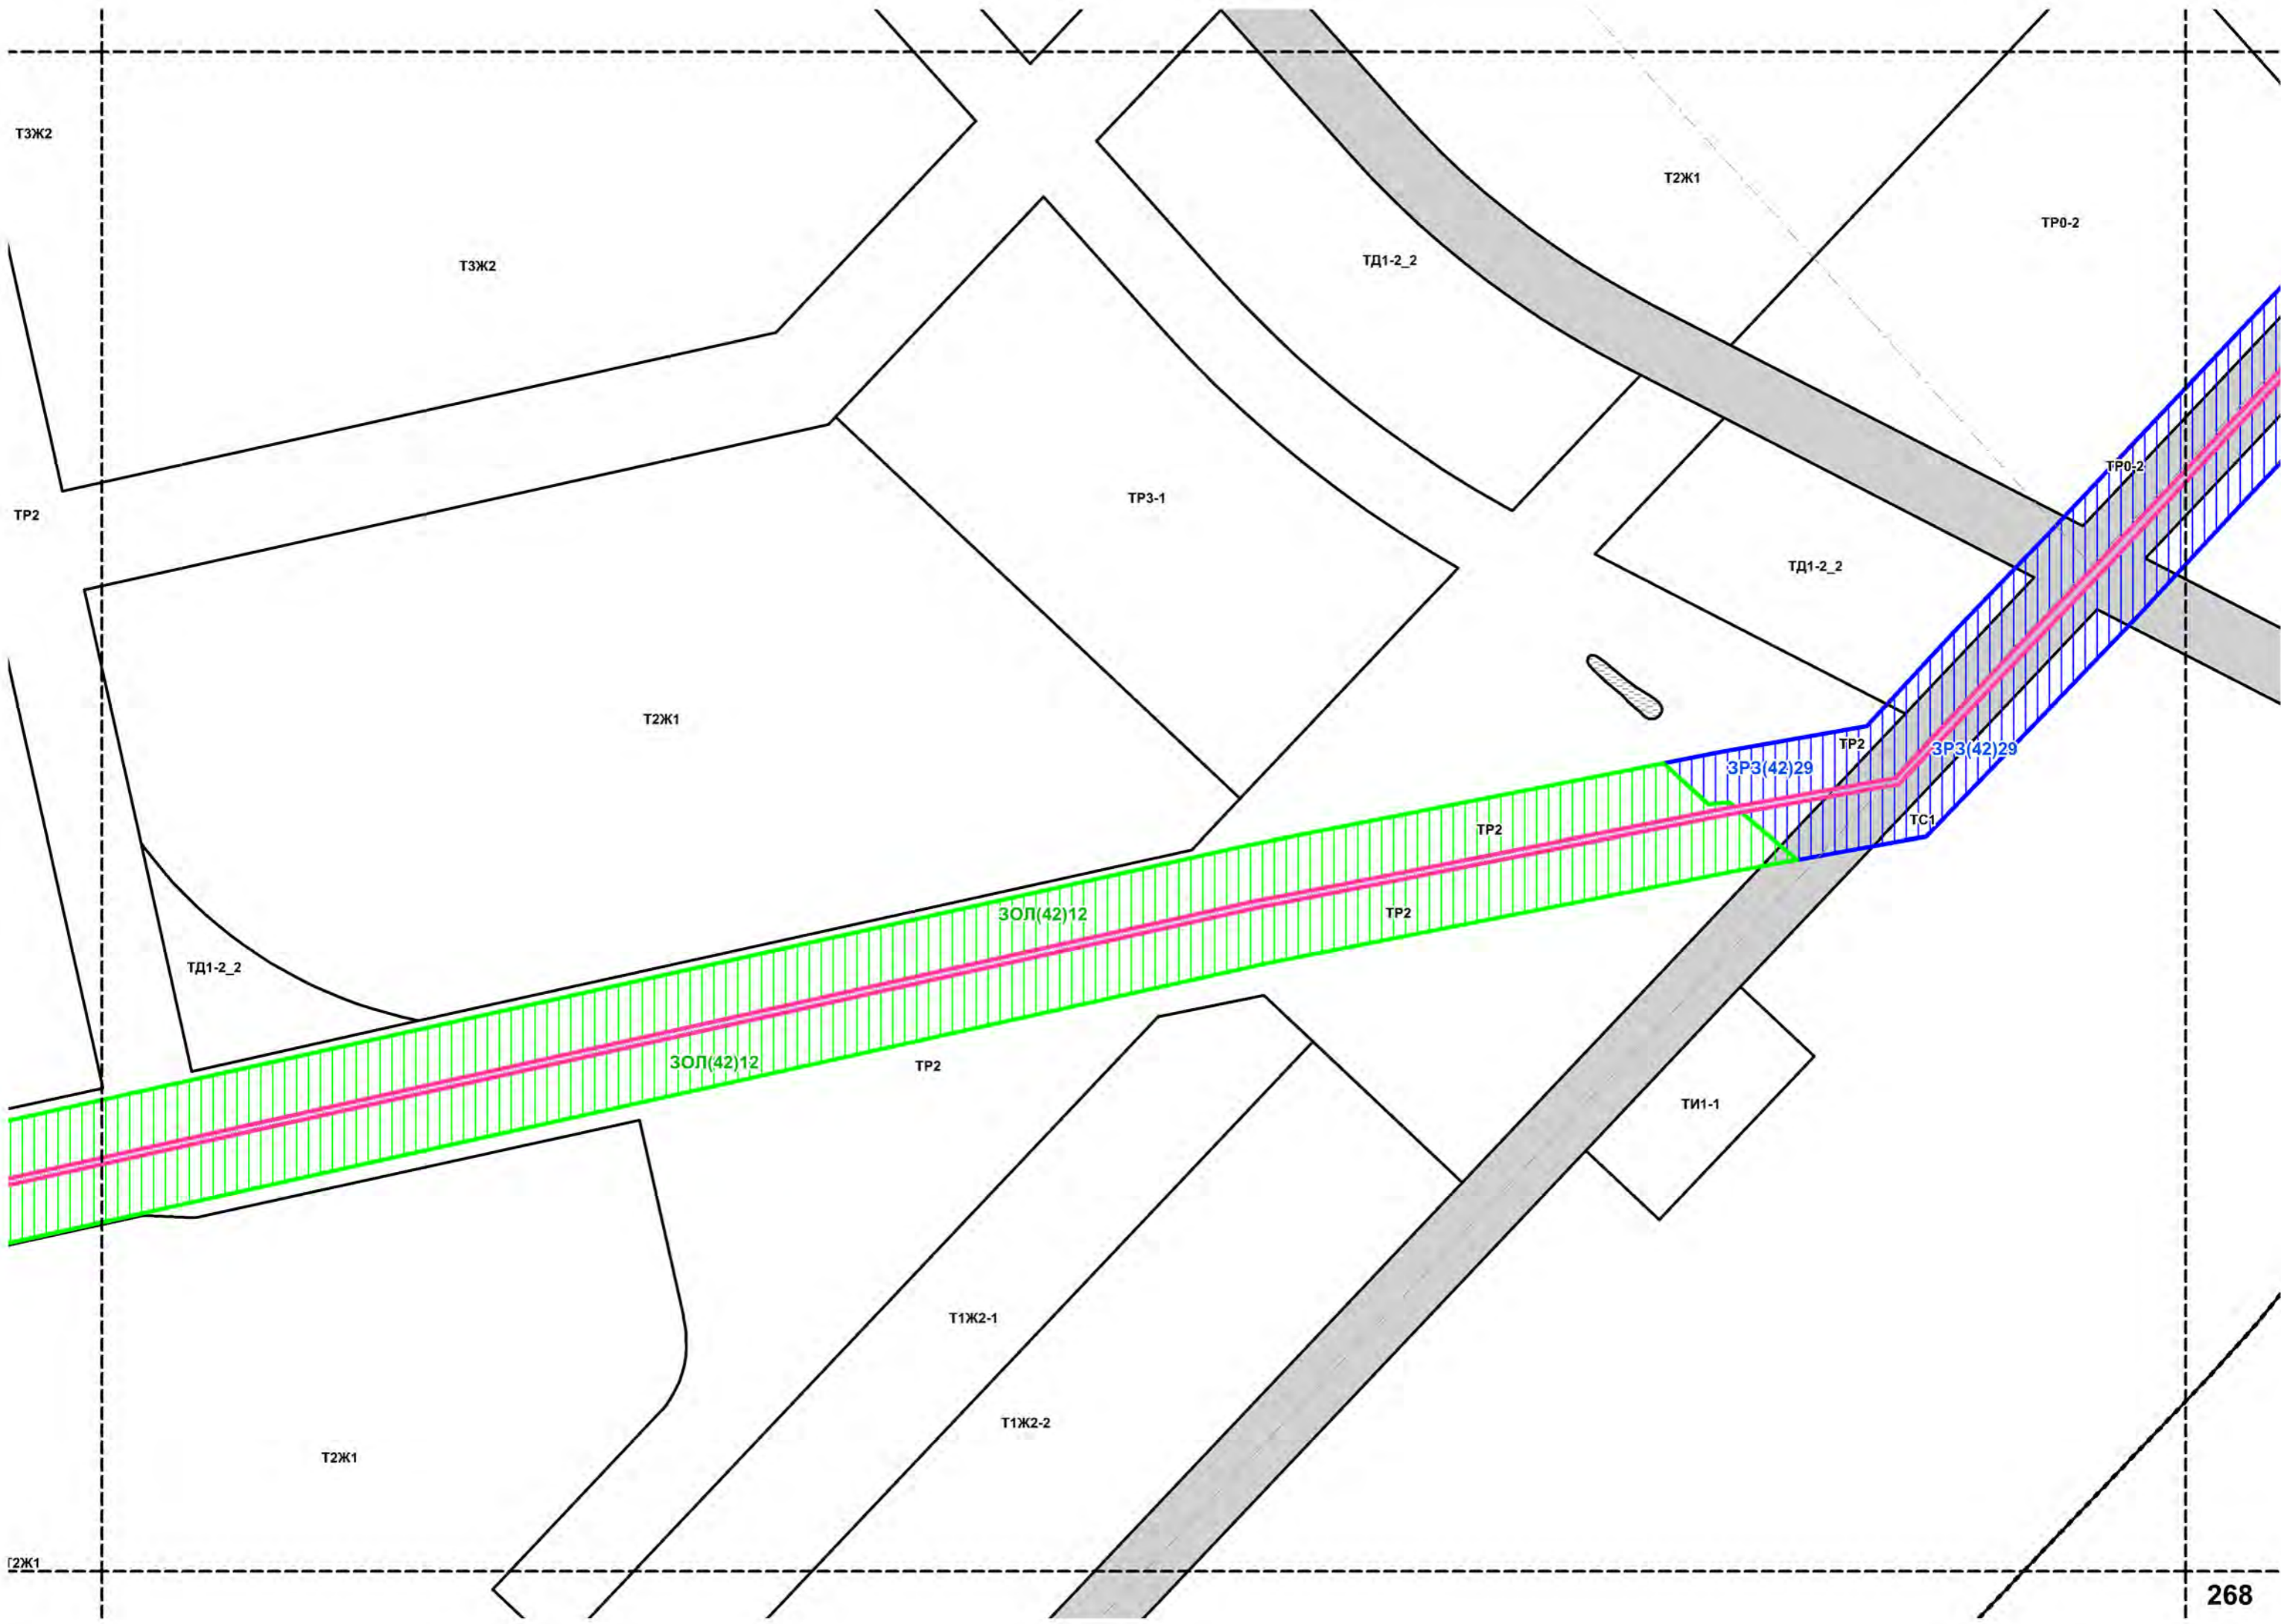 Т3Ж2
Т2Ж1
ТР0-2
ТД1-2_2
Т3Ж2
ТР0-2
ТР3-1
ТР2
ТД1-2_2
Т2Ж1
ТР2
ЗРЗ(42)29
ЗРЗ(42)29
ТС1
ТР2
ЗОЛ(42)12
ТР2
ТД1-2_2
ЗОЛ(42)12
ТР2
ТИ1-1
Т1Ж2-1
Т1Ж2-2
Т2Ж1
Т2Ж1
268